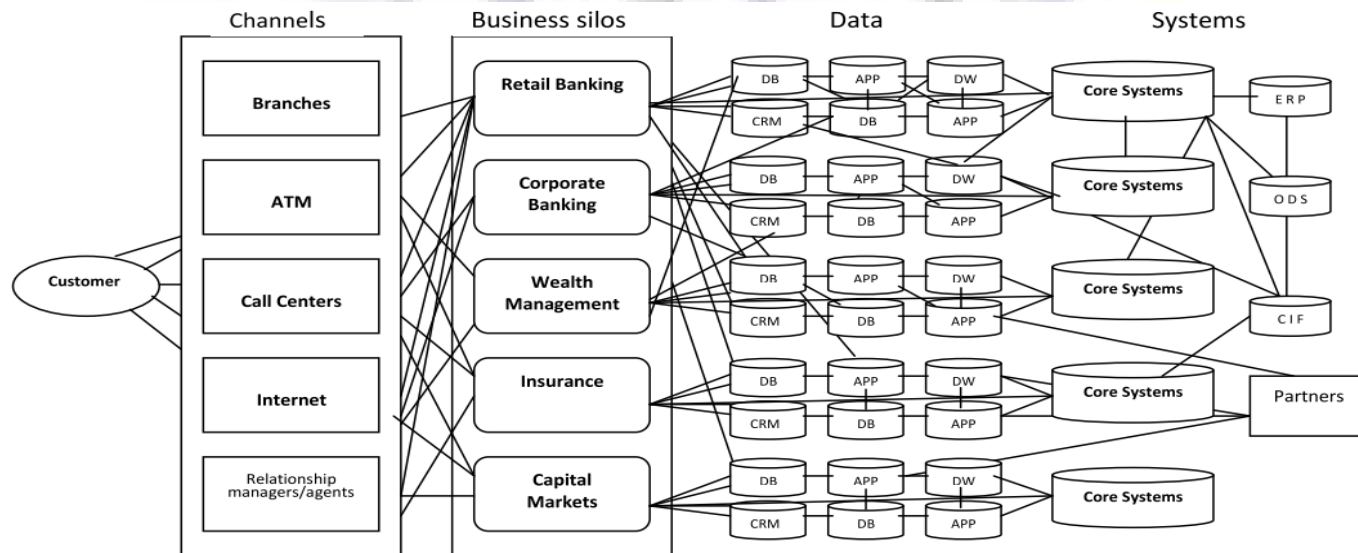 Channels
Business silos
Data
Systems
Customer
Branches
ATM
Call Centers
Internet
Relationship
managers/agents
Retail Banking
Corporate
Banking
Wealth
Management
Insurance
Capital
Markets
DB APP DW
CRM DB APP
DB APP DW
CRM DB APP
DB APP DW
CRM DB APP
DB APP DW
CRM DB APP
DB APP DW
CRM DB APP
Core Systems
Core Systems
Core Systems
Core Systems
Core Systems
ERP
ODS
CIF
Partners